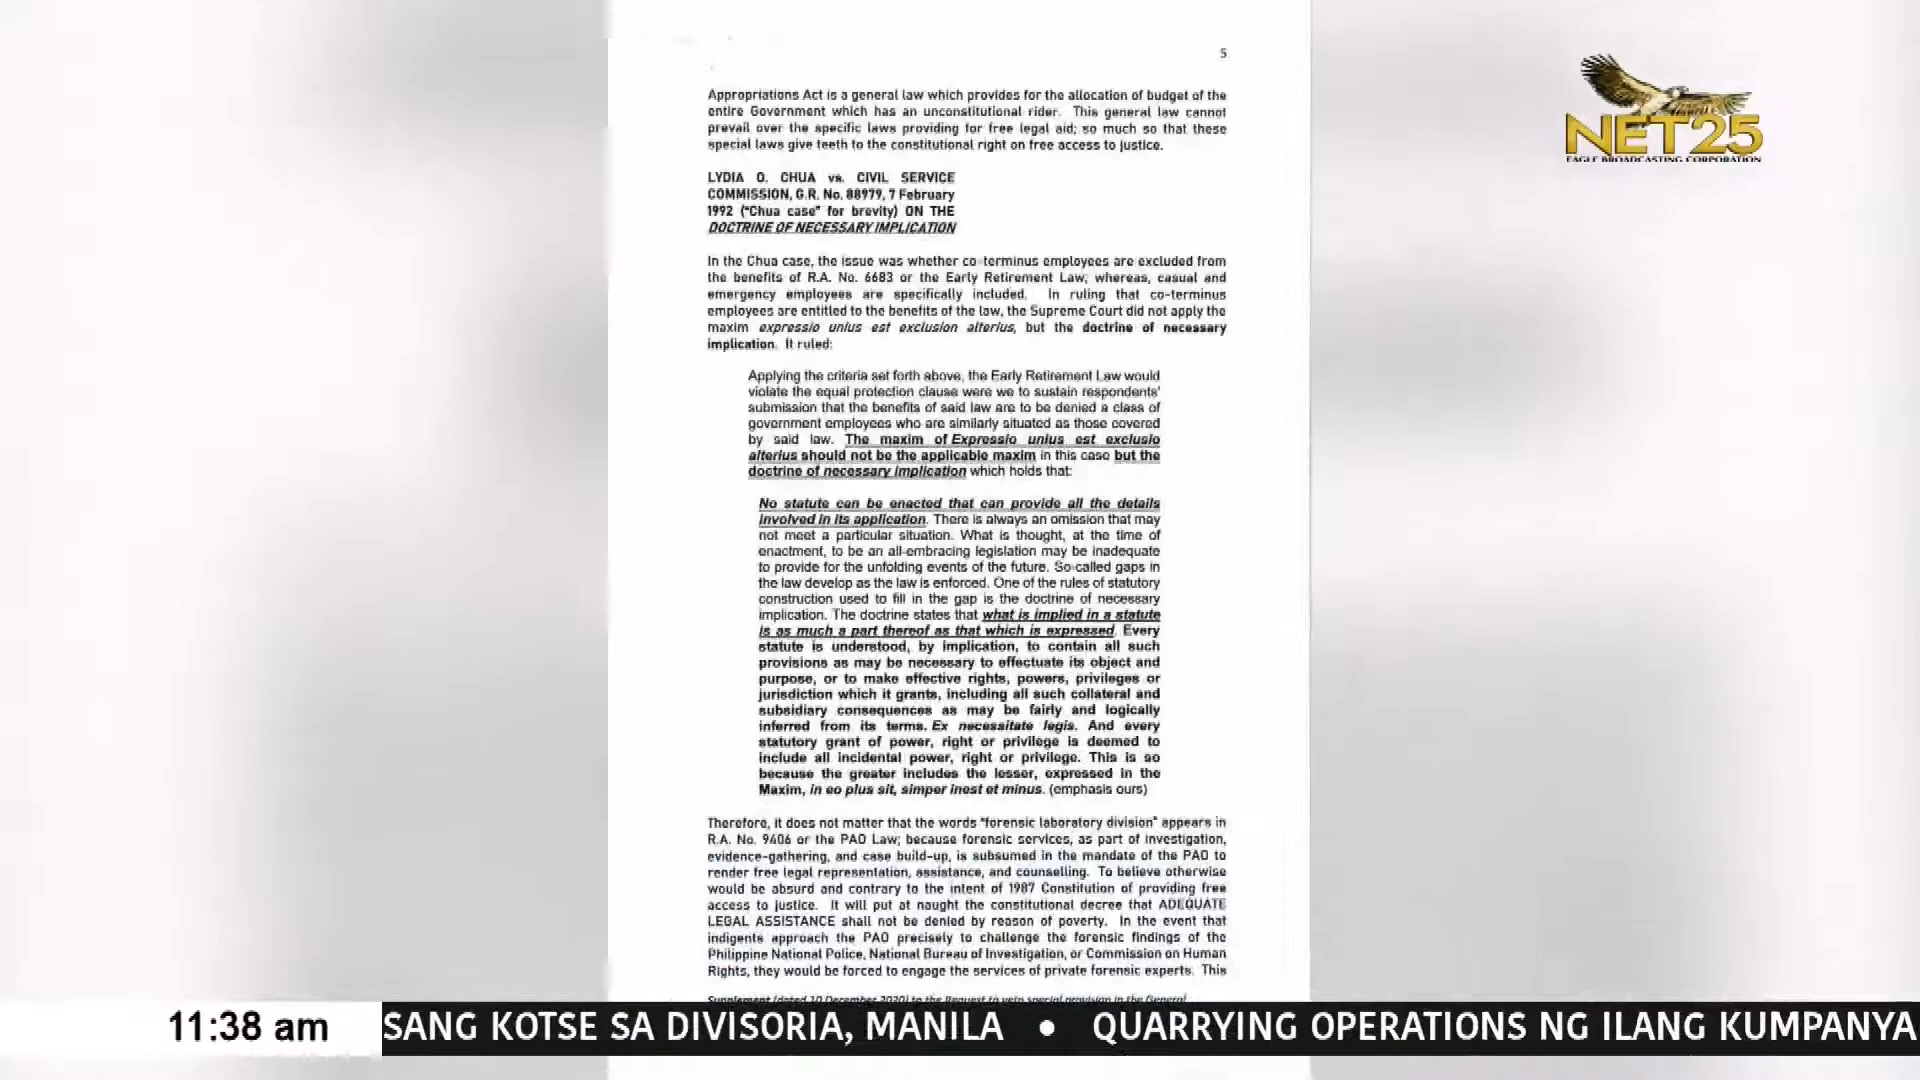 5
Appropriations Act is a general law which provides for the allocation of budget of the
entire Government which has an unconstitutional rider. This general law cannot
prevail over the specific laws providing for free legal aid; so much so that these
special laws give teeth to the constitutional right on free access to justice.
LYDIA O. CHUA vs. CIVIL SERVICE
COMMISSION, G.R. No. 88979, 7 February
1992 ("Chua case" for brevity) ON THE
DOCTRINE OF NECESSARY IMPLICATION
In the Chua case, the issue was whether co-terminus employees are excluded from
the benefits of R.A. No. 6683 or the Early Retirement Law; whereas, casual and
emergency employees are specifically included. In ruling that co-terminus
employees are entitled to the benefits of the law, the Supreme Court did not apply the
maxim expressio unius est exclusion alterius, but the doctrine of necessary
implication. It ruled:
Applying the criteria set forth above, the Early Retirement Law would
violate the equal protection clause were we to sustain respondents'
submission that the benefits of said law are to be denied a class of
government employees who are similarly situated as those covered
by said law. The maxim of Expressio unius est exclusio
alterius should not be the applicable maxim in this case but the
doctrine of necessary implication which holds that:
No statute can be enacted that can provide all the details
involved in its application. There is always an omission that may
not meet a particular situation. What is thought, at the time of
enactment, to be an all-embracing legislation may be inadequate
to provide for the unfolding events of the future. So-called gaps in
the law develop as the law is enforced. One of the rules of statutory
construction used to fill in the gap is the doctrine of necessary
implication. The doctrine states that what is implied in a statute
is as much a part thereof as that which is expressed. Every
statute is understood, by implication, to contain all such
provisions as may be necessary to effectuate its object and
purpose, or to make effective rights, powers, privileges or
jurisdiction which it grants, including all such collateral and
subsidiary consequences as may be fairly and logically
inferred from its terms. Ex necessitate legis. And every
statutory grant of power, right or privilege is deemed to
include all incidental power, right or privilege. This is so
because the greater includes the lesser, expressed in the
Maxim, in eo plus sit, simper inest et minus. (emphasis ours)
Therefore, it does not matter that the words "forensic laboratory division" appears in
R.A. No. 9406 or the PAO Law; because forensic services, as part of investigation,
evidence-gathering, and case build-up, is subsumed in the mandate of the PAO to
render free legal representation, assistance, and counselling. To believe otherwise
would be absurd and contrary to the intent of 1987 Constitution of providing free
access to justice. It will put at naught the constitutional decree that ADEQUATE
LEGAL ASSISTANCE shall not be denied by reason of poverty. In the event that
indigents approach the PAO precisely to challenge the forensic findings of the
Philippine National Police, National Bureau of Investigation, or Commission on Human
Rights, they would be forced to engage the services of private forensic experts. This
Supplement (dated 10 December 2020) to the Request to veto special provision in the General
NET25
EAGLE BROADCASTING CORPORATION
11:38 am
SANG KOTSE SA DIVISORIA, MANILA • QUARRYING OPERATIONS NG ILANG KUMPANYA